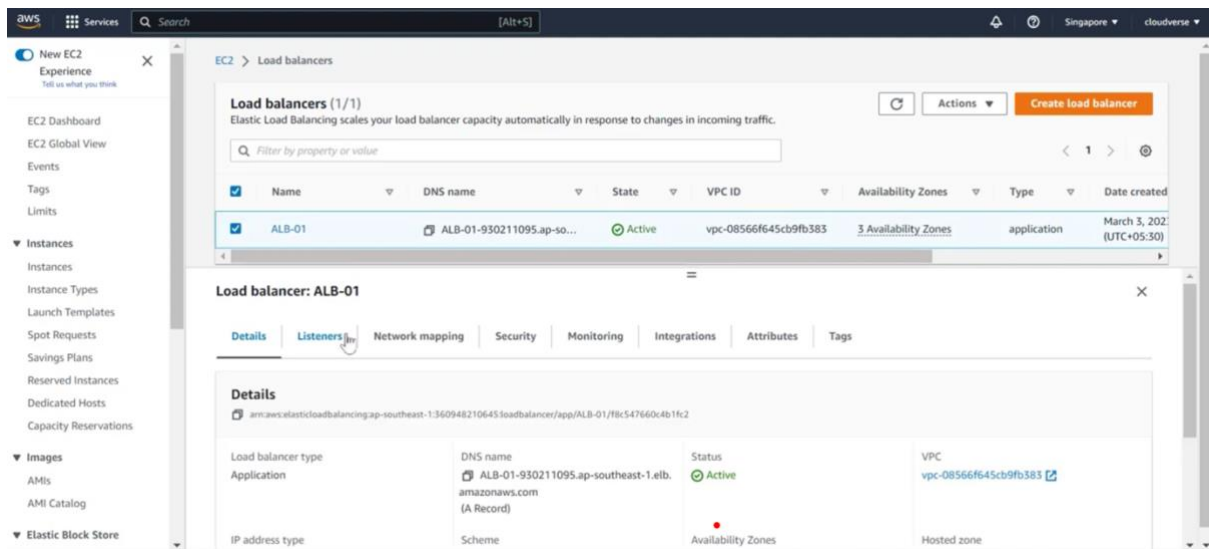 aws Services Search [Alt+S] Singapore ▼ cloudverse ▼
New EC2
Experience
Tell us what you think
EC2 Dashboard
EC2 Global View
Events
Tags
Limits
▼ Instances
Instances
Instance Types
Launch Templates
Spot Requests
Savings Plans
Reserved Instances
Dedicated Hosts
Capacity Reservations
▼ Images
AMIs
AMI Catalog
▼ Elastic Block Store
EC2 > Load balancers
Load balancers (1/1)
Elastic Load Balancing scales your load balancer capacity automatically in response to changes in incoming traffic.
Actions ▼ Create load balancer
Filter by property or value
< 1 >
Name DNS name State VPC ID Availability Zones Type Date created
ALB-01 ALB-01-930211095.ap-so... Active vpc-08566f645cb9fb383 3 Availability Zones application March 3, 202
(UTC+05:30)
Load balancer: ALB-01
Details Listeners Network mapping Security Monitoring Integrations Attributes Tags
Details
arn:aws:elasticloadbalancing:ap-southeast-1:360948210645:loadbalancer/app/ALB-01/f8c547660c4b1fc2
Load balancer type
Application
DNS name
ALB-01-930211095.ap-southeast-1.elb.
amazonaws.com
(A Record)
Status
Active
VPC
vpc-08566f645cb9fb383
IP address type Scheme Availability Zones Hosted zone